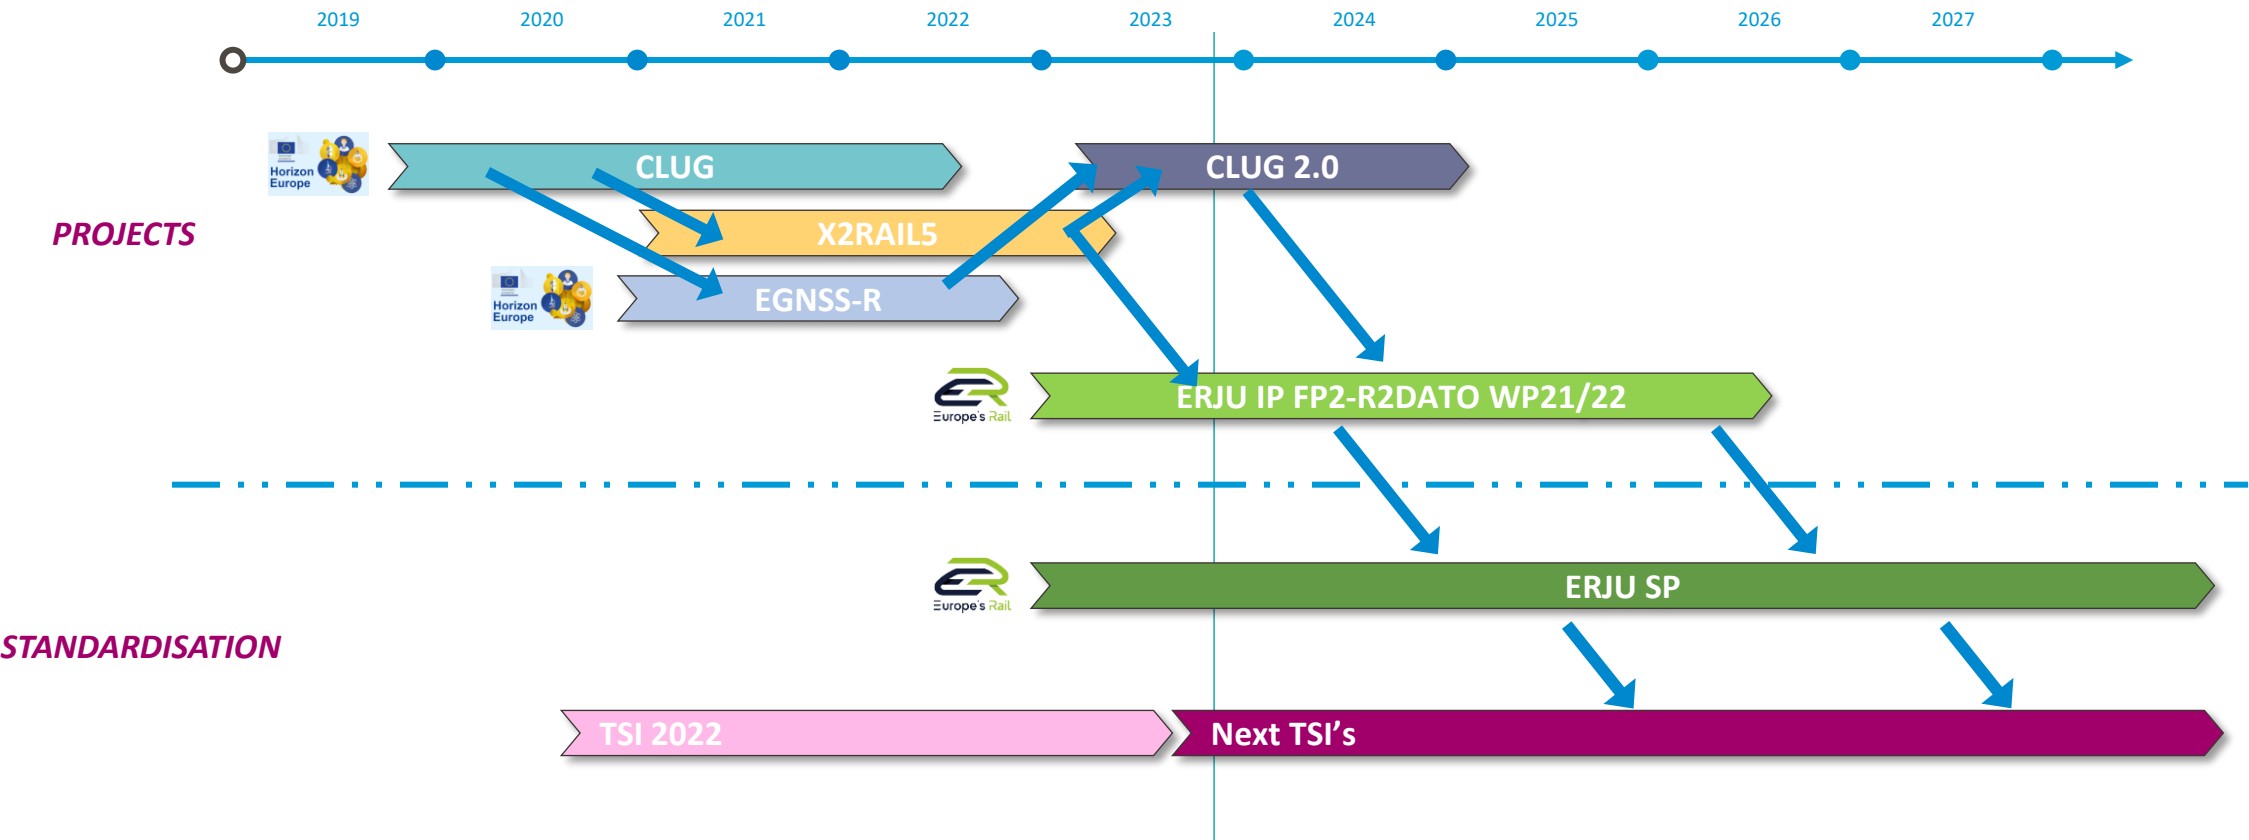 2019 2020 2021 2022 2023 2024 2025 2026 2027
Horizon
Europe
CLUG
CLUG 2.0
PROJECTS
X2RAIL5
Horizon
Europe
EGNSS-R
Europe's Rail
ERJU IP FP2-R2DATO WP21/22
Europe's Rail
ERJU SP
STANDARDISATION
TSI 2022
Next TSI’s